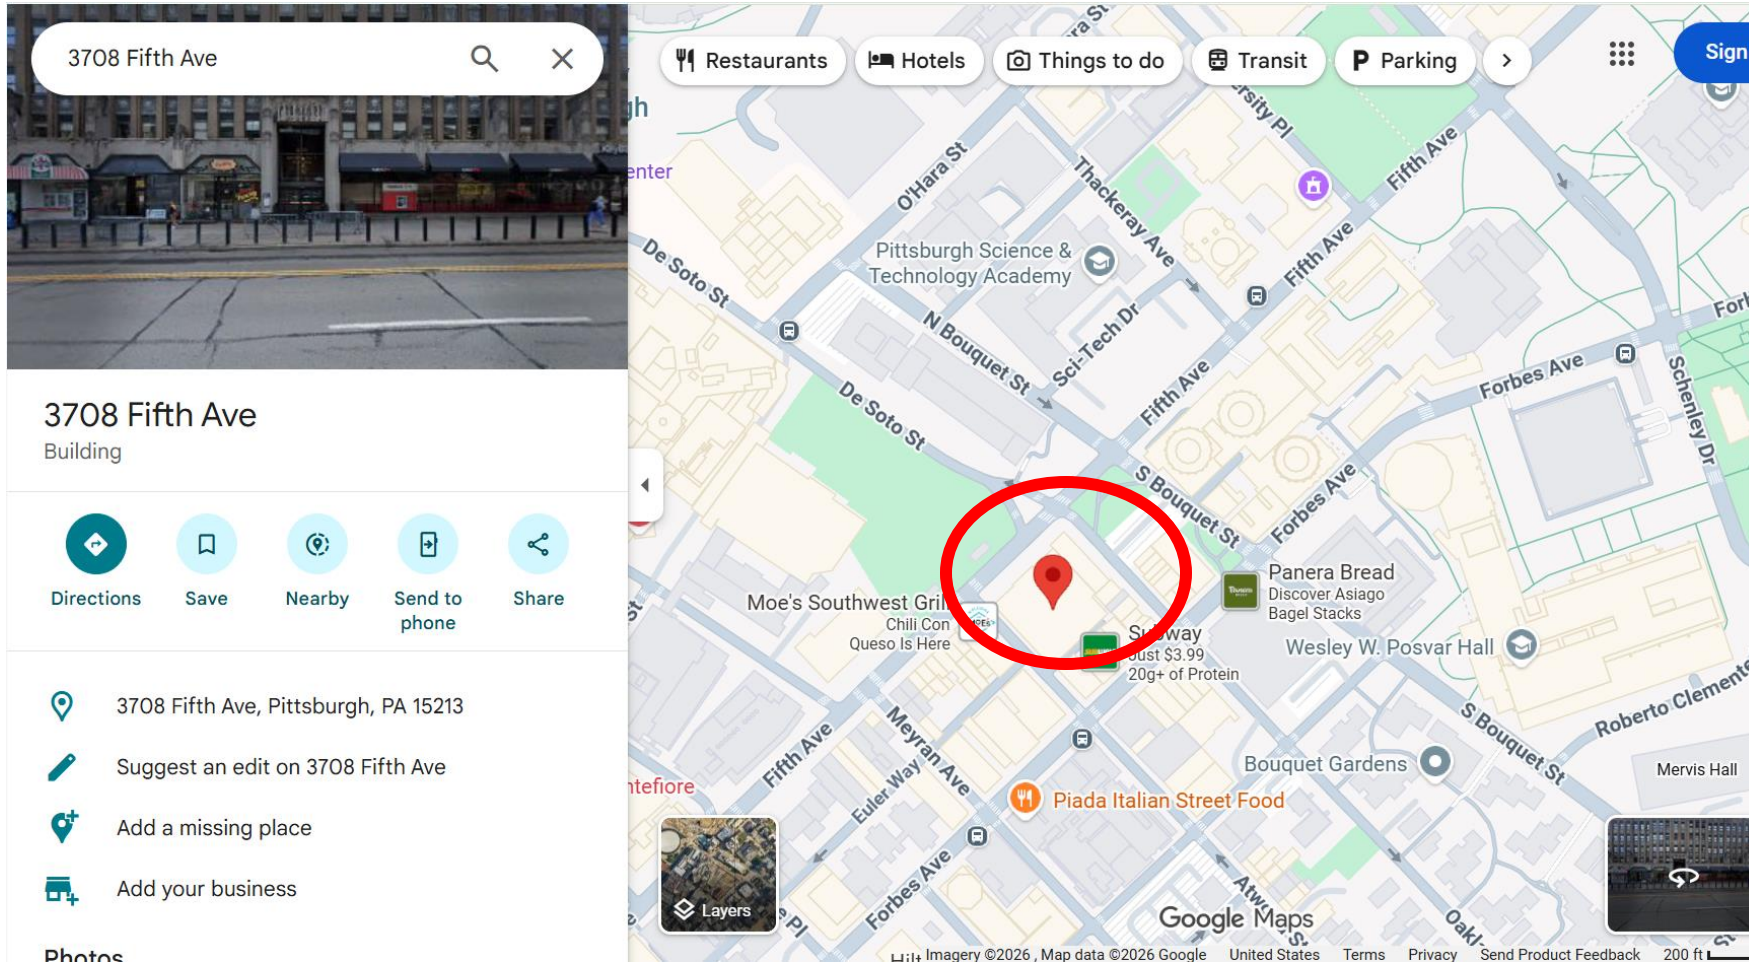 3708 Fifth Ave
Restaurants
Hotels
Things to do
Transit
P Parking
Sign
3708 Fifth Ave
Building
Directions
Save
Nearby
Send to
phone
Share
3708 Fifth Ave, Pittsburgh, PA 15213
Suggest an edit on 3708 Fifth Ave
Add a missing place
Add your business
Photos
O'Hara St
Thackeray Ave
Fifth Ave
Fifth Ave
De Soto St
Pittsburgh Science &
Technology Academy
N Bouquet St
Sci-Tech Dr
Fifth Ave
De Soto St
Forbes Ave
Schenley Dr
S Bouquet St
Forbes Ave
Panera Bread
Discover Asiago
Bagel Stacks
Moe's Southwest Grill
Chili Con
Queso Is Here
Subway
Just $3.99
20g+ of Protein
Wesley W. Posvar Hall
Roberto Clemente
S Bouquet St
Meyran Ave
Fifth Ave
Euler Way
Bouquet Gardens
Mervis Hall
Piada Italian Street Food
Forbes Ave
Layers
Google Maps
Imagery ©2026 , Map data ©2026 Google
United States
Terms
Privacy
Send Product Feedback
200 ft